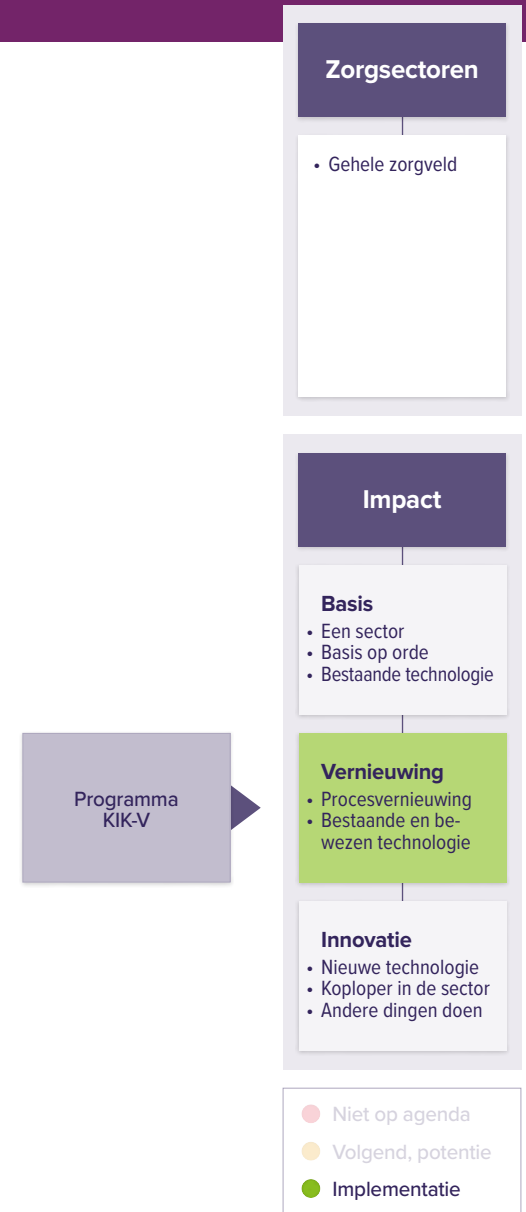 Zorgsectoren
• Gehele zorgveld
Impact
Basis
• Een sector
• Basis op orde
• Bestaande technologie
Programma
KIK-V
Vernieuwing
• Procesvernieuwing
• Bestaande en be-
wezen technologie
Innovatie
• Nieuwe technologie
• Koploper in de sector
• Andere dingen doen
Niet op agenda
Volgend, potentie
Implementatie